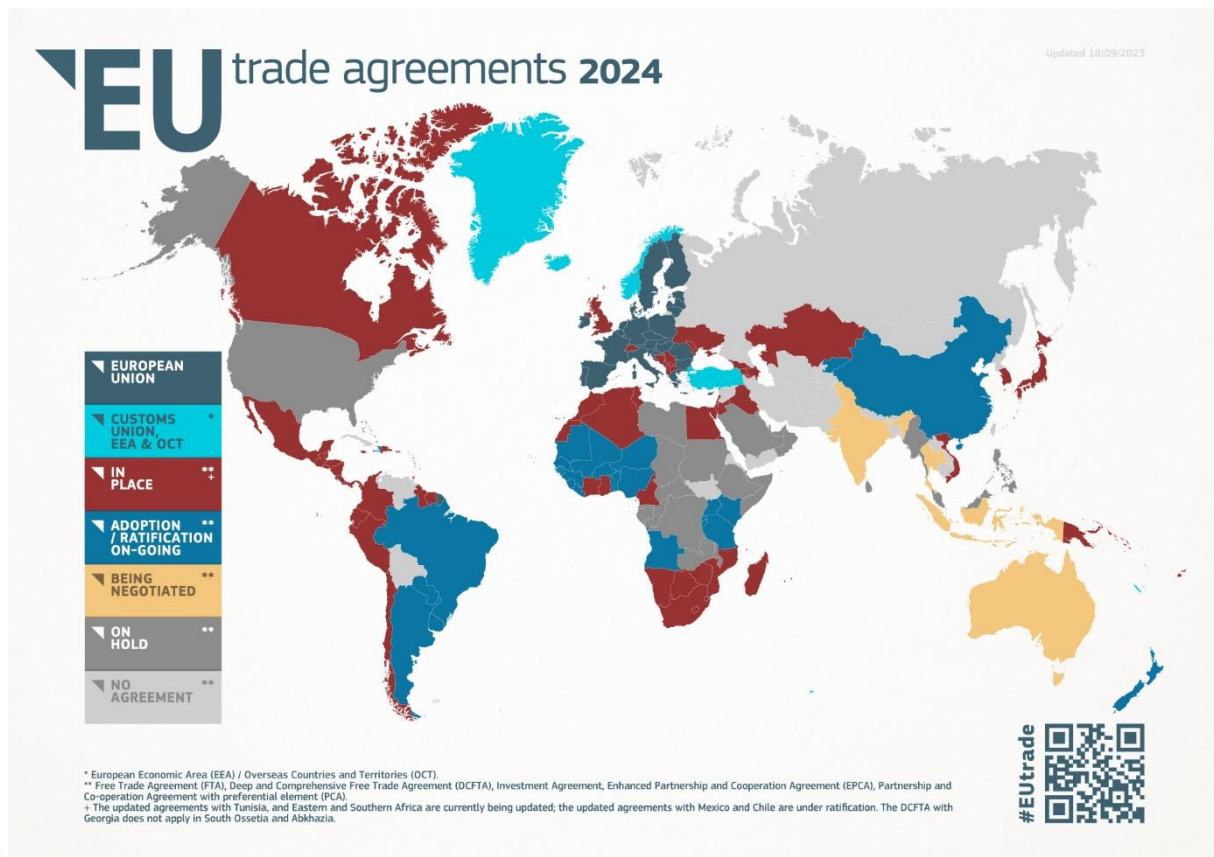 EU trade agreements 2024
Updated 18/09/2023
EUROPEAN
UNION
CUSTOMS *
UNION,
EEA & OCT
IN **
PLACE +
ADOPTION **
/ RATIFICATION
ON-GOING
BEING **
NEGOTIATED
ON **
HOLD
NO **
AGREEMENT
#EUtrade
* European Economic Area (EEA) / Overseas Countries and Territories (OCT).
** Free Trade Agreement (FTA), Deep and Comprehensive Free Trade Agreement (DCFTA), Investment Agreement, Enhanced Partnership and Cooperation Agreement (EPCA), Partnership and
Co-operation Agreement with preferential element (PCA).
+ The updated agreements with Tunisia, and Eastern and Southern Africa are currently being updated; the updated agreements with Mexico and Chile are under ratification. The DCFTA with
Georgia does not apply in South Ossetia and Abkhazia.